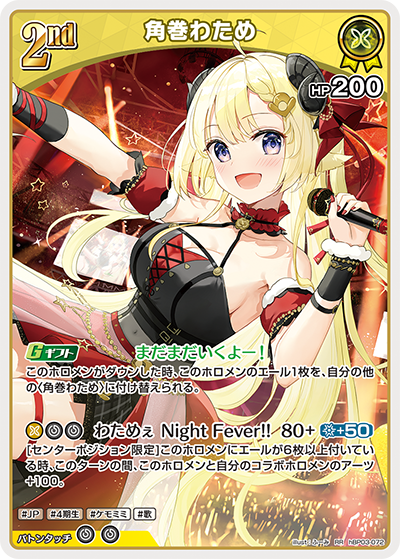 2nd
角巻わため
HP200
Gギフト まだまだいくよー！
このホロメンがダウンした時、このホロメンのエール1枚を、自分の他
の〈角巻わため〉に付け替えられる。
わためぇ Night Fever!! 80+ +50
[センターポジション限定]このホロメンにエールが6枚以上付いてい
る時、このターンの間、このホロメンと自分のコラボホロメンのアーツ
+100。
#JP #4期生 #ケモミミ #歌
バトンタッチ
illust: ふーみ RR hBP03-072